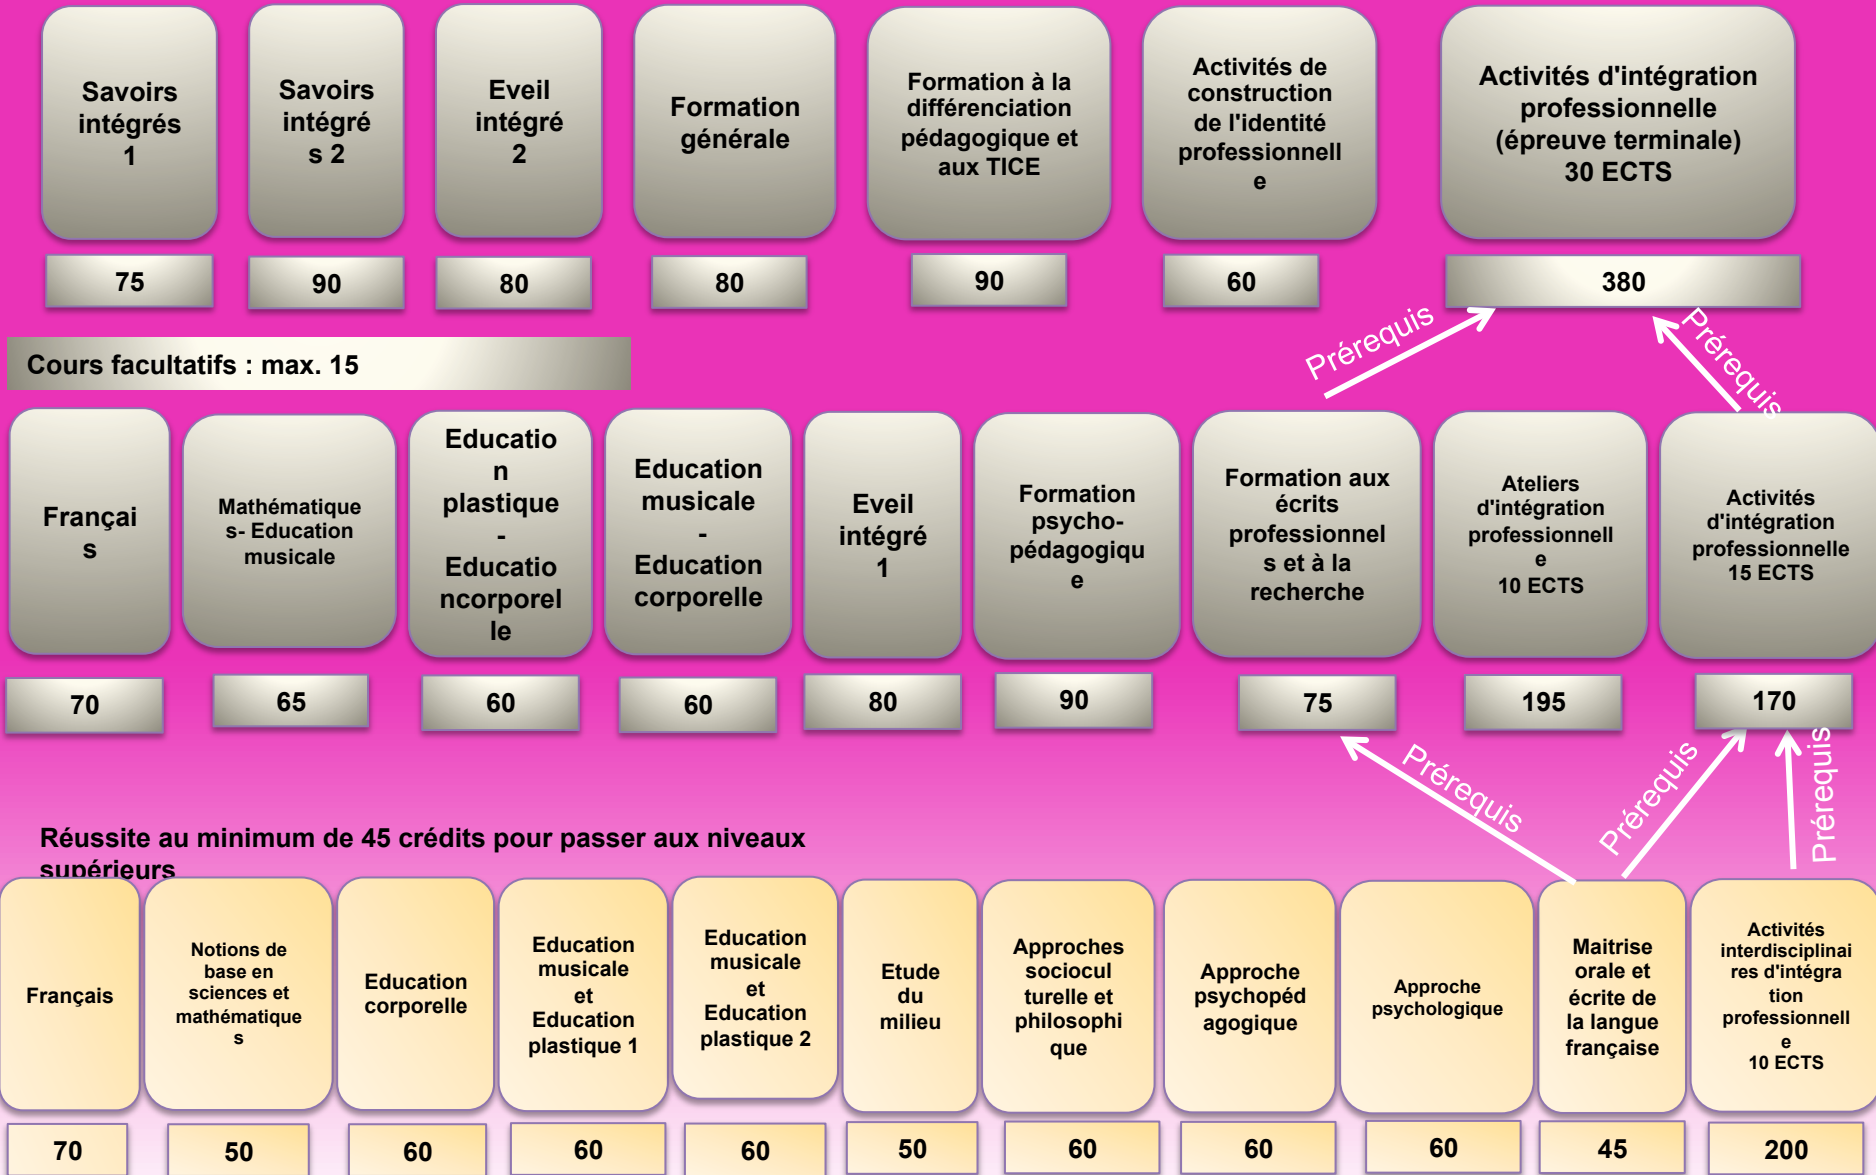 Savoirs
intégrés
1
Savoirs
intégré
s 2
Eveil
intégré
2
Formation
générale
Formation à la
différenciation
pédagogique et
aux TICE
Activités de
construction
de l'identité
professionnell
e
Activités d'intégration
professionnelle
(épreuve terminale)
30 ECTS
75
90
80
80
90
60
380
Prérequis
Prérequis
Cours facultatifs : max. 15
Françai
s
Mathématique
s- Education
musicale
Educatio
n
plastique
-
Educatio
ncorporel
le
Education
musicale
-
Education
corporelle
Eveil
intégré
1
Formation
psycho-
pédagogiqu
e
Formation aux
écrits
professionnel
s et à la
recherche
Ateliers
d'intégration
professionnell
e
10 ECTS
Activités
d'intégration
professionnelle
15 ECTS
70
65
60
60
80
90
75
195
170
Prérequis
Prérequis
Prérequis
Réussite au minimum de 45 crédits pour passer aux niveaux
supérieurs
Français
Notions de
base en
sciences et
mathématique
s
Education
corporelle
Education
musicale
et
Education
plastique 1
Education
musicale
et
Education
plastique 2
Etude
du
milieu
Approches
sociocul
turelle et
philosophi
que
Approche
psychopéd
agogique
Approche
psychologique
Maitrise
orale et
écrite de
la langue
française
Activités
interdisciplinai
res d'intégra
tion
professionnell
e
10 ECTS
70
50
60
60
60
50
60
60
60
45
200